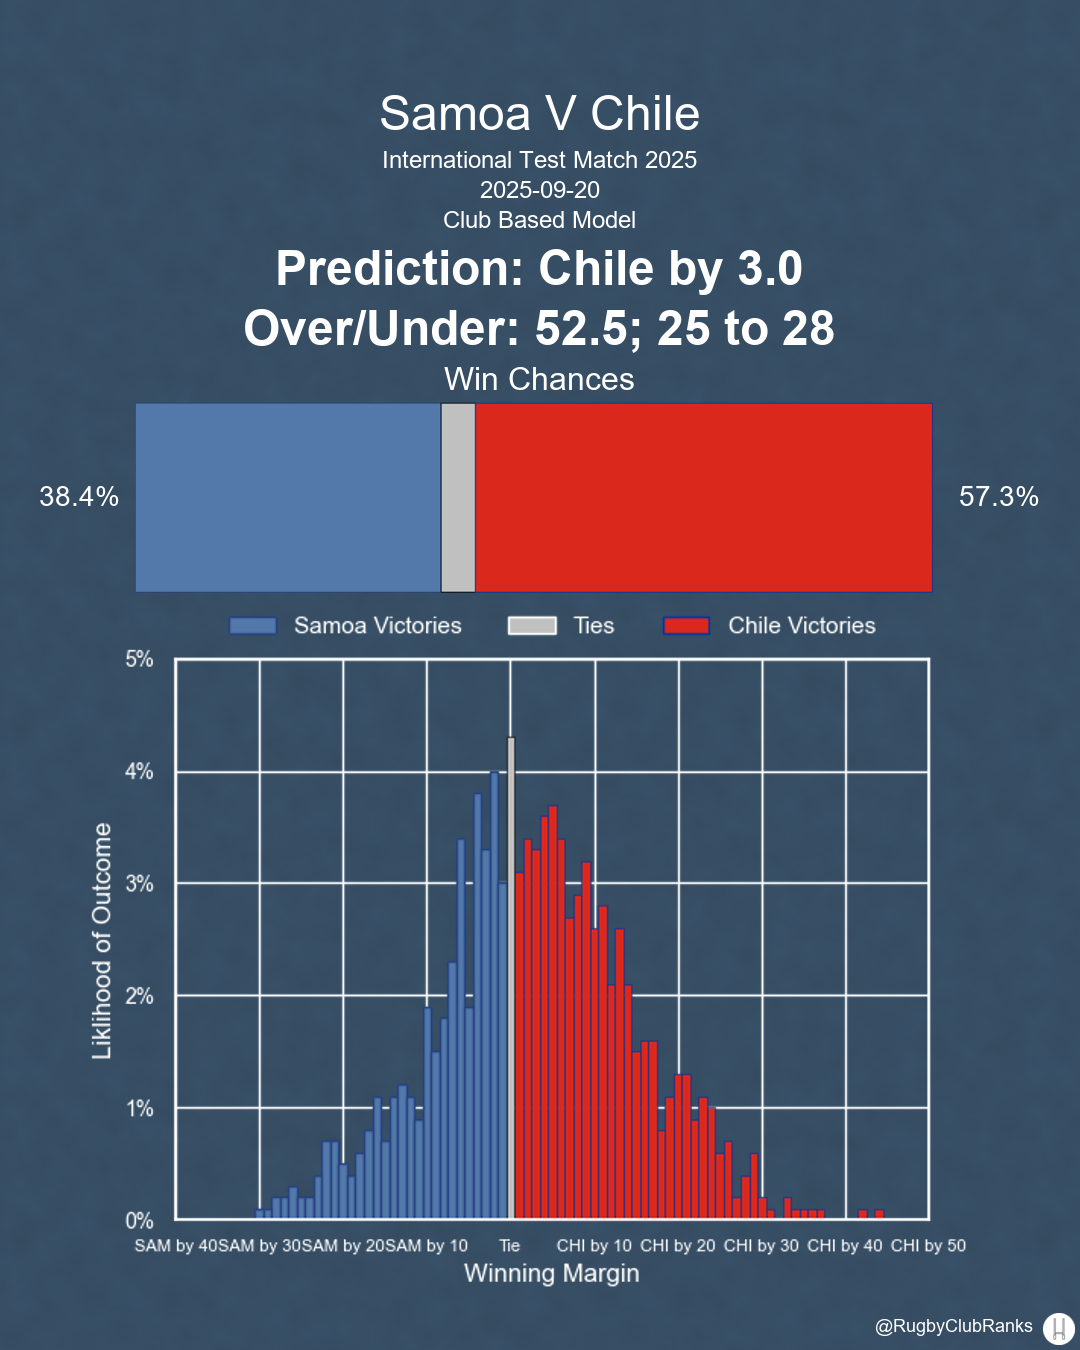 Samoa V Chile
International Test Match 2025
2025-09-20
Club Based Model
Prediction: Chile by 3.0
Over/Under: 52.5; 25 to 28
Win Chances
38.4%
57.3%
Samoa Victories
Ties
Chile Victories
5%
4%
3%
2%
1%
0%
Liklihood of Outcome
SAM by 40SAM by 30SAM by 20SAM by 10 Tie CHI by 10 CHI by 20 CHI by 30 CHI by 40 CHI by 50
Winning Margin
@RugbyClubRanks